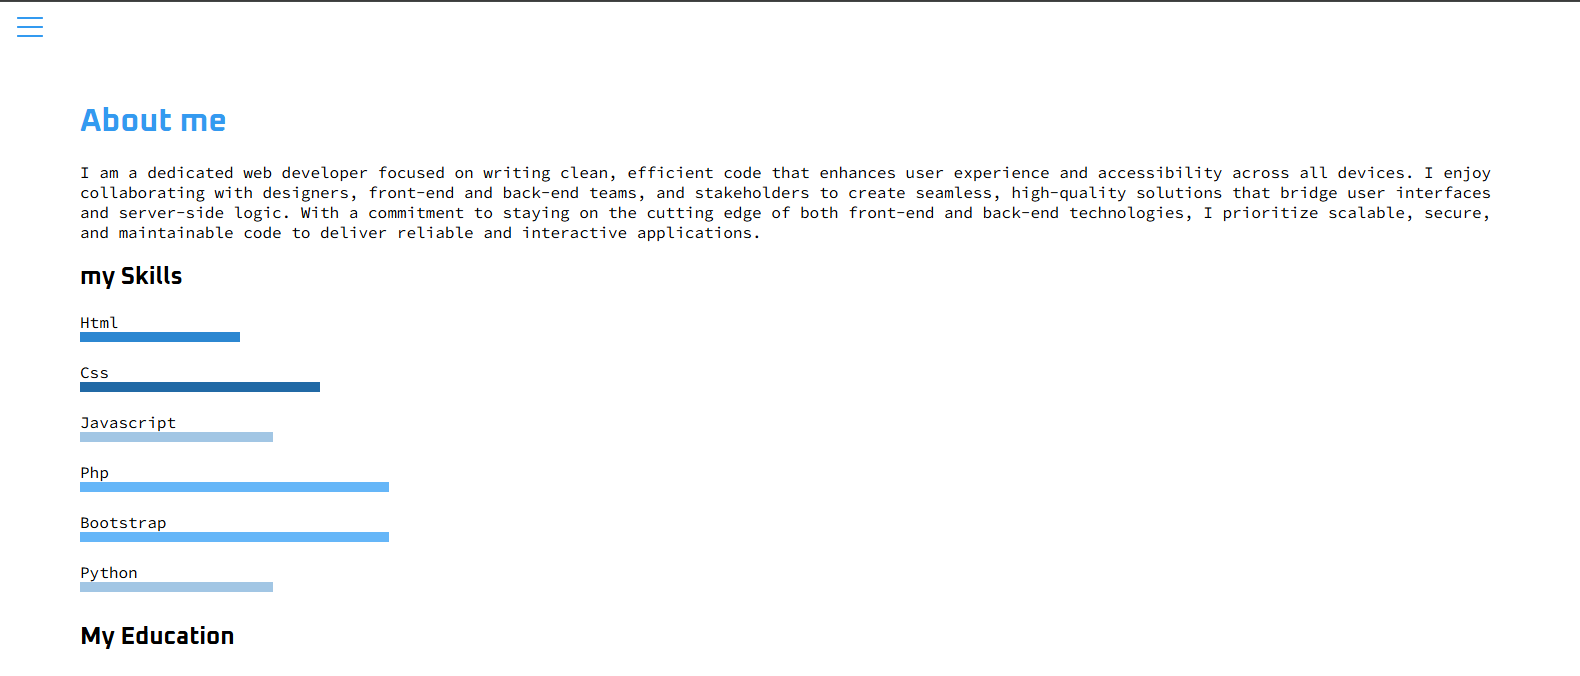 About me
I am a dedicated web developer focused on writing clean, efficient code that enhances user experience and accessibility across all devices. I enjoy
collaborating with designers, front-end and back-end teams, and stakeholders to create seamless, high-quality solutions that bridge user interfaces
and server-side logic. With a commitment to staying on the cutting edge of both front-end and back-end technologies, I prioritize scalable, secure,
and maintainable code to deliver reliable and interactive applications.
my Skills
Html
Css
Javascript
Php
Bootstrap
Python
My Education